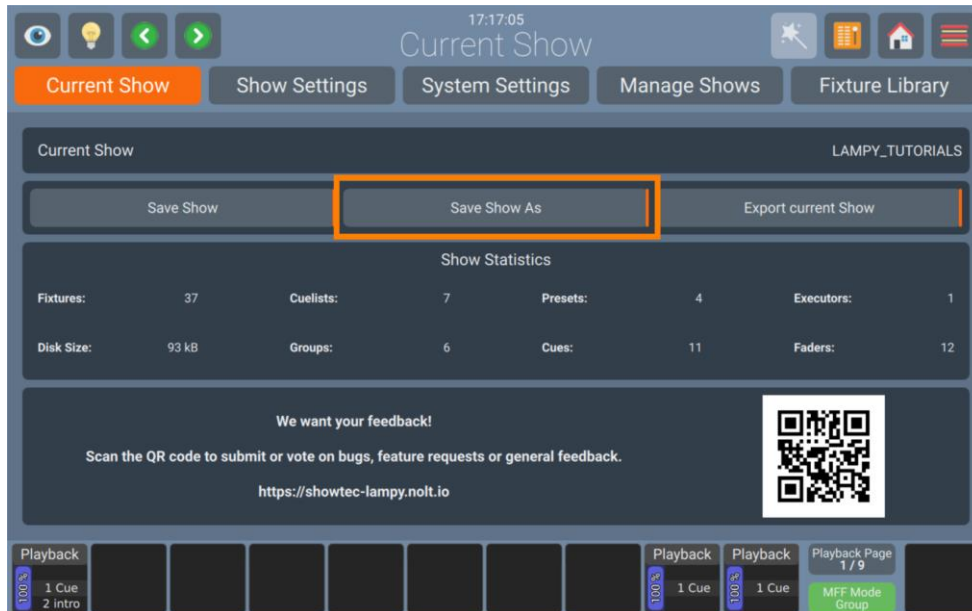 17:17:05
Current Show
Current Show
Show Settings
System Settings
Manage Shows
Fixture Library
Current Show
LAMPY_TUTORIALS
Save Show
Save Show As
Export current Show
Show Statistics
Fixtures: 37 Cuelists: 7 Presets: 4 Executors: 1
Disk Size: 93 kB Groups: 6 Cues: 11 Faders: 12
We want your feedback!
Scan the QR code to submit or vote on bugs, feature requests or general feedback.
https://showtec-lampy.nolt.io
Playback
100 %
1 Cue
2 intro
Playback
100 %
1 Cue
Playback
100 %
1 Cue
Playback Page
1 / 9
MFF Mode
Group